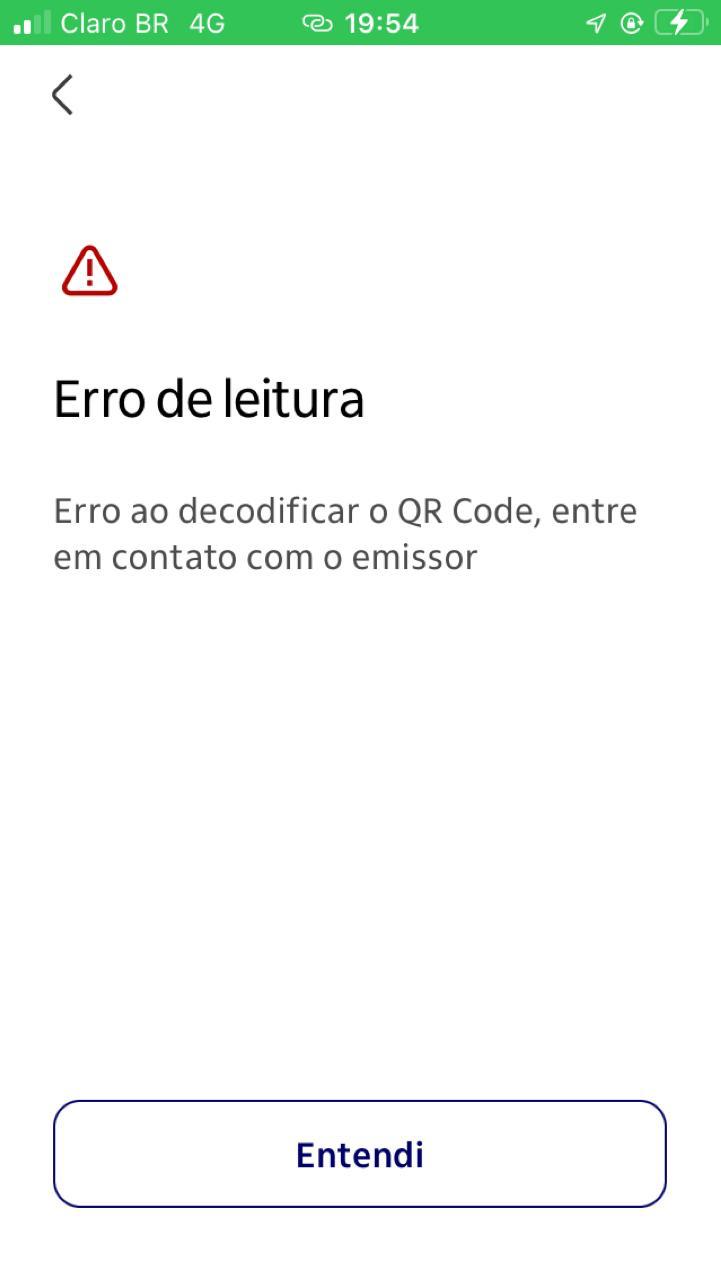 Claro BR 4G 19:54
Erro de leitura
Erro ao decodificar o QR Code, entre
em contato com o emissor
Entendi